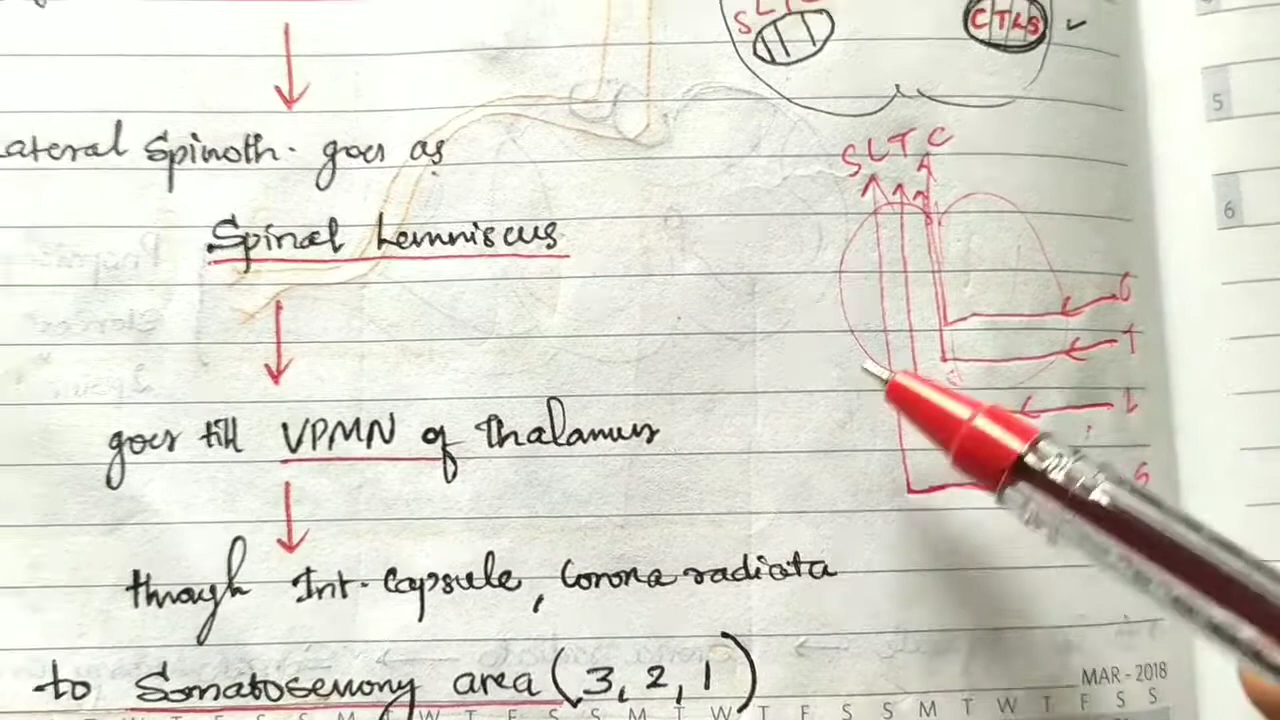 SLTC
CTLS
5
ateral Spinoth. goes as
SLTC
6
Spinal Lemniscus
C
T
goes till VPMN of thalamus
L
S
through Int. Capsule, Corona radiata
to Somatosensory area (3, 2, 1)
MAR - 2018
T W T F S S M T W T F S S M T W T F S S